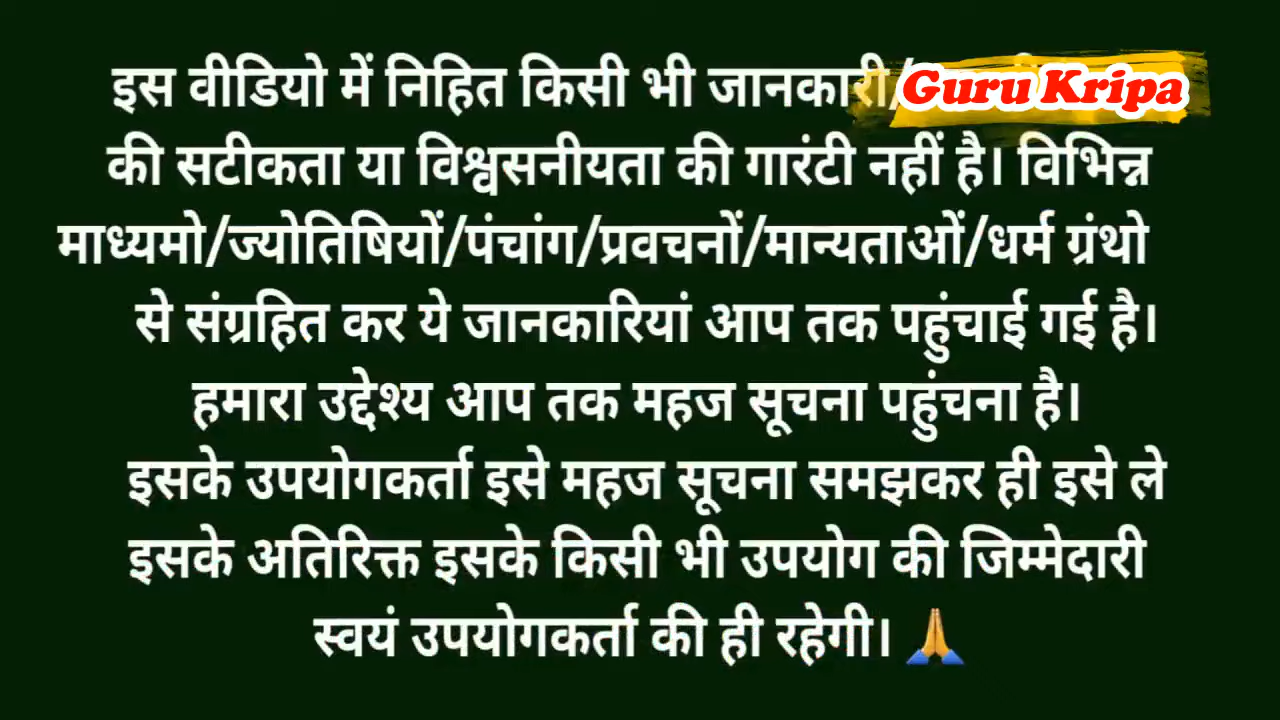 इस वीडियो में निहित किसी भी जानकारी/
Guru Kripa
की सटीकता या विश्वसनीयता की गारंटी नहीं है। विभिन्न
माध्यमो/ज्योतिषियों/पंचांग/प्रवचनों/मान्यताओं/धर्म ग्रंथो
से संग्रहित कर ये जानकारियां आप तक पहुंचाई गई है।
हमारा उद्देश्य आप तक महज सूचना पहुंचना है।
इसके उपयोगकर्ता इसे महज सूचना समझकर ही इसे ले
इसके अतिरिक्त इसके किसी भी उपयोग की जिम्मेदारी
स्वयं उपयोगकर्ता की ही रहेगी। 🙏